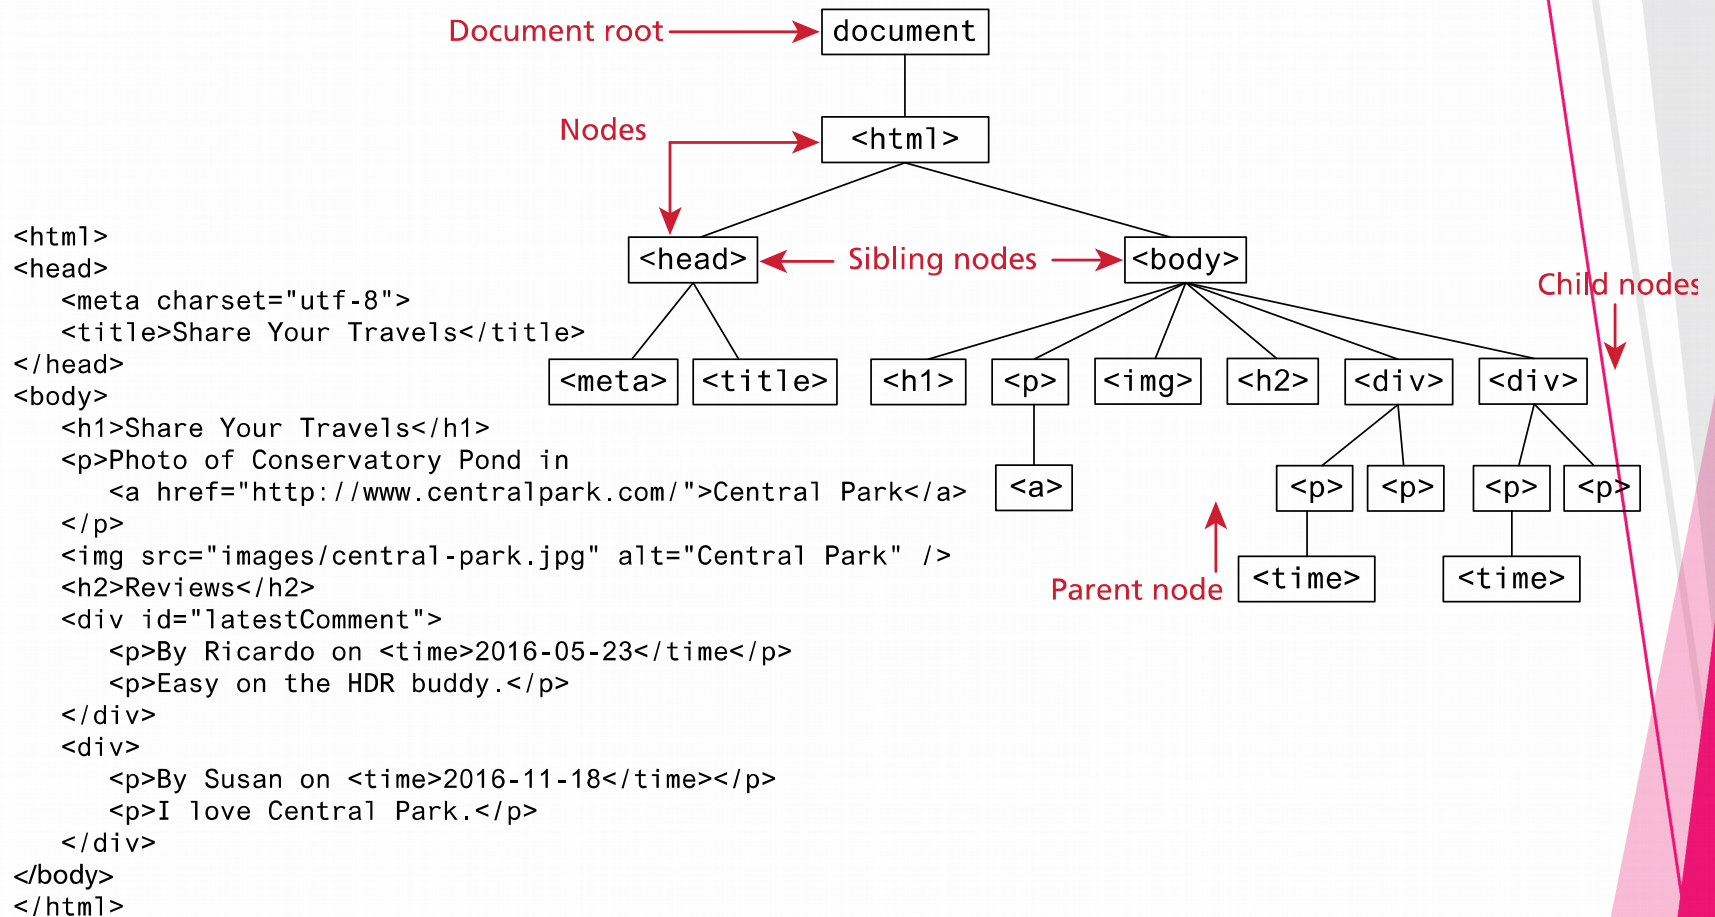 Document root
document
Nodes
<html>
<head>
Sibling nodes
<body>
Child nodes
<meta>
<title>
<h1>
<p>
<img>
<h2>
<div>
<div>
<a>
<p>
<p>
<p>
<p>
Parent node
<time>
<time>
<html>
<head>
<meta charset="utf-8">
<title>Share Your Travels</title>
</head>
<body>
<h1>Share Your Travels</h1>
<p>Photo of Conservatory Pond in
<a href="http://www.centralpark.com/">Central Park</a>
</p>
<img src="images/central-park.jpg" alt="Central Park" />
<h2>Reviews</h2>
<div id="latestComment">
<p>By Ricardo on <time>2016-05-23</time</p>
<p>Easy on the HDR buddy.</p>
</div>
<div>
<p>By Susan on <time>2016-11-18</time></p>
<p>I love Central Park.</p>
</div>
</body>
</html>